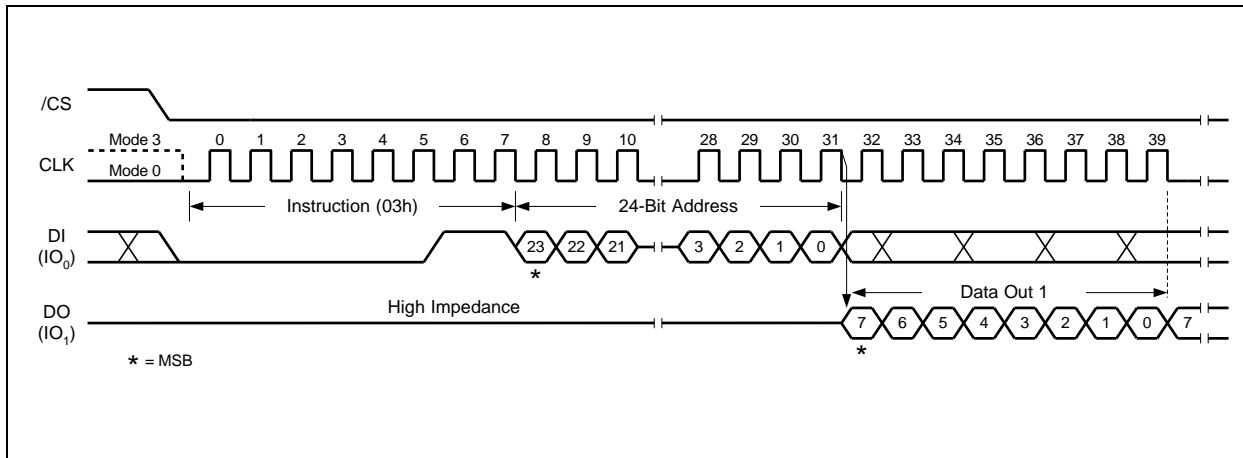 /CS
Mode 3
0 1 2 3 4 5 6 7 8 9 10 28 29 30 31 32 33 34 35 36 37 38 39
CLK
Mode 0
Instruction (03h) 24-Bit Address
DI
(IO₀)
23 22 21 3 2 1 0
*
Data Out 1
High Impedance
DO
(IO₁)
7 6 5 4 3 2 1 0 7
*
* = MSB